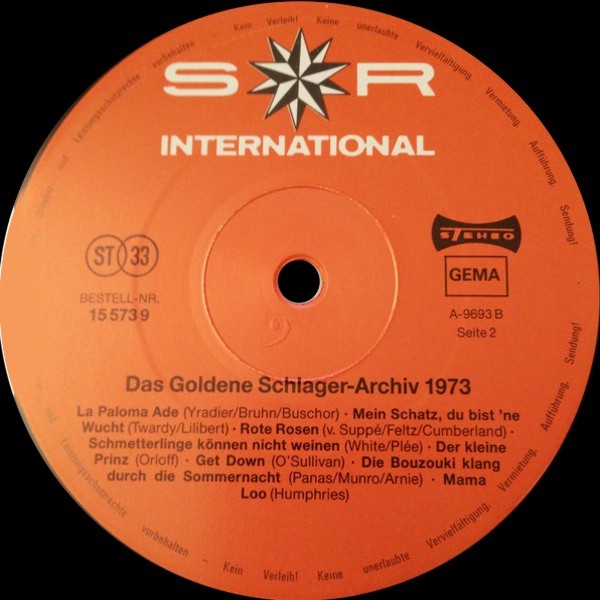 vorbehalten - Kein Verleih! Keine unerlaubte Vervielfältigung, Vermietung, Aufführung, Sendung!
S R
INTERNATIONAL
ST 33
STEREO
GEMA
BESTELL-NR.
15 573 9
A-9693 B
Seite 2
Das Goldene Schlager-Archiv 1973
La Paloma Ade (Yradier/Bruhn/Buschor) · Mein Schatz, du bist 'ne
Wucht (Twardy/Lilibert) · Rote Rosen (v. Suppé/Feltz/Cumberland) ·
Schmetterlinge können nicht weinen (White/Plée) · Der kleine
Prinz (Orloff) · Get Down (O'Sullivan) · Die Bouzouki klang
durch die Sommernacht (Panas/Munro/Arnie) · Mama
Loo (Humphries)
Leistungsschutzrechte vorbehalten - Kein Verleih! Keine unerlaubte Vervielfältigung, Vermietung, Aufführung, Sendung!